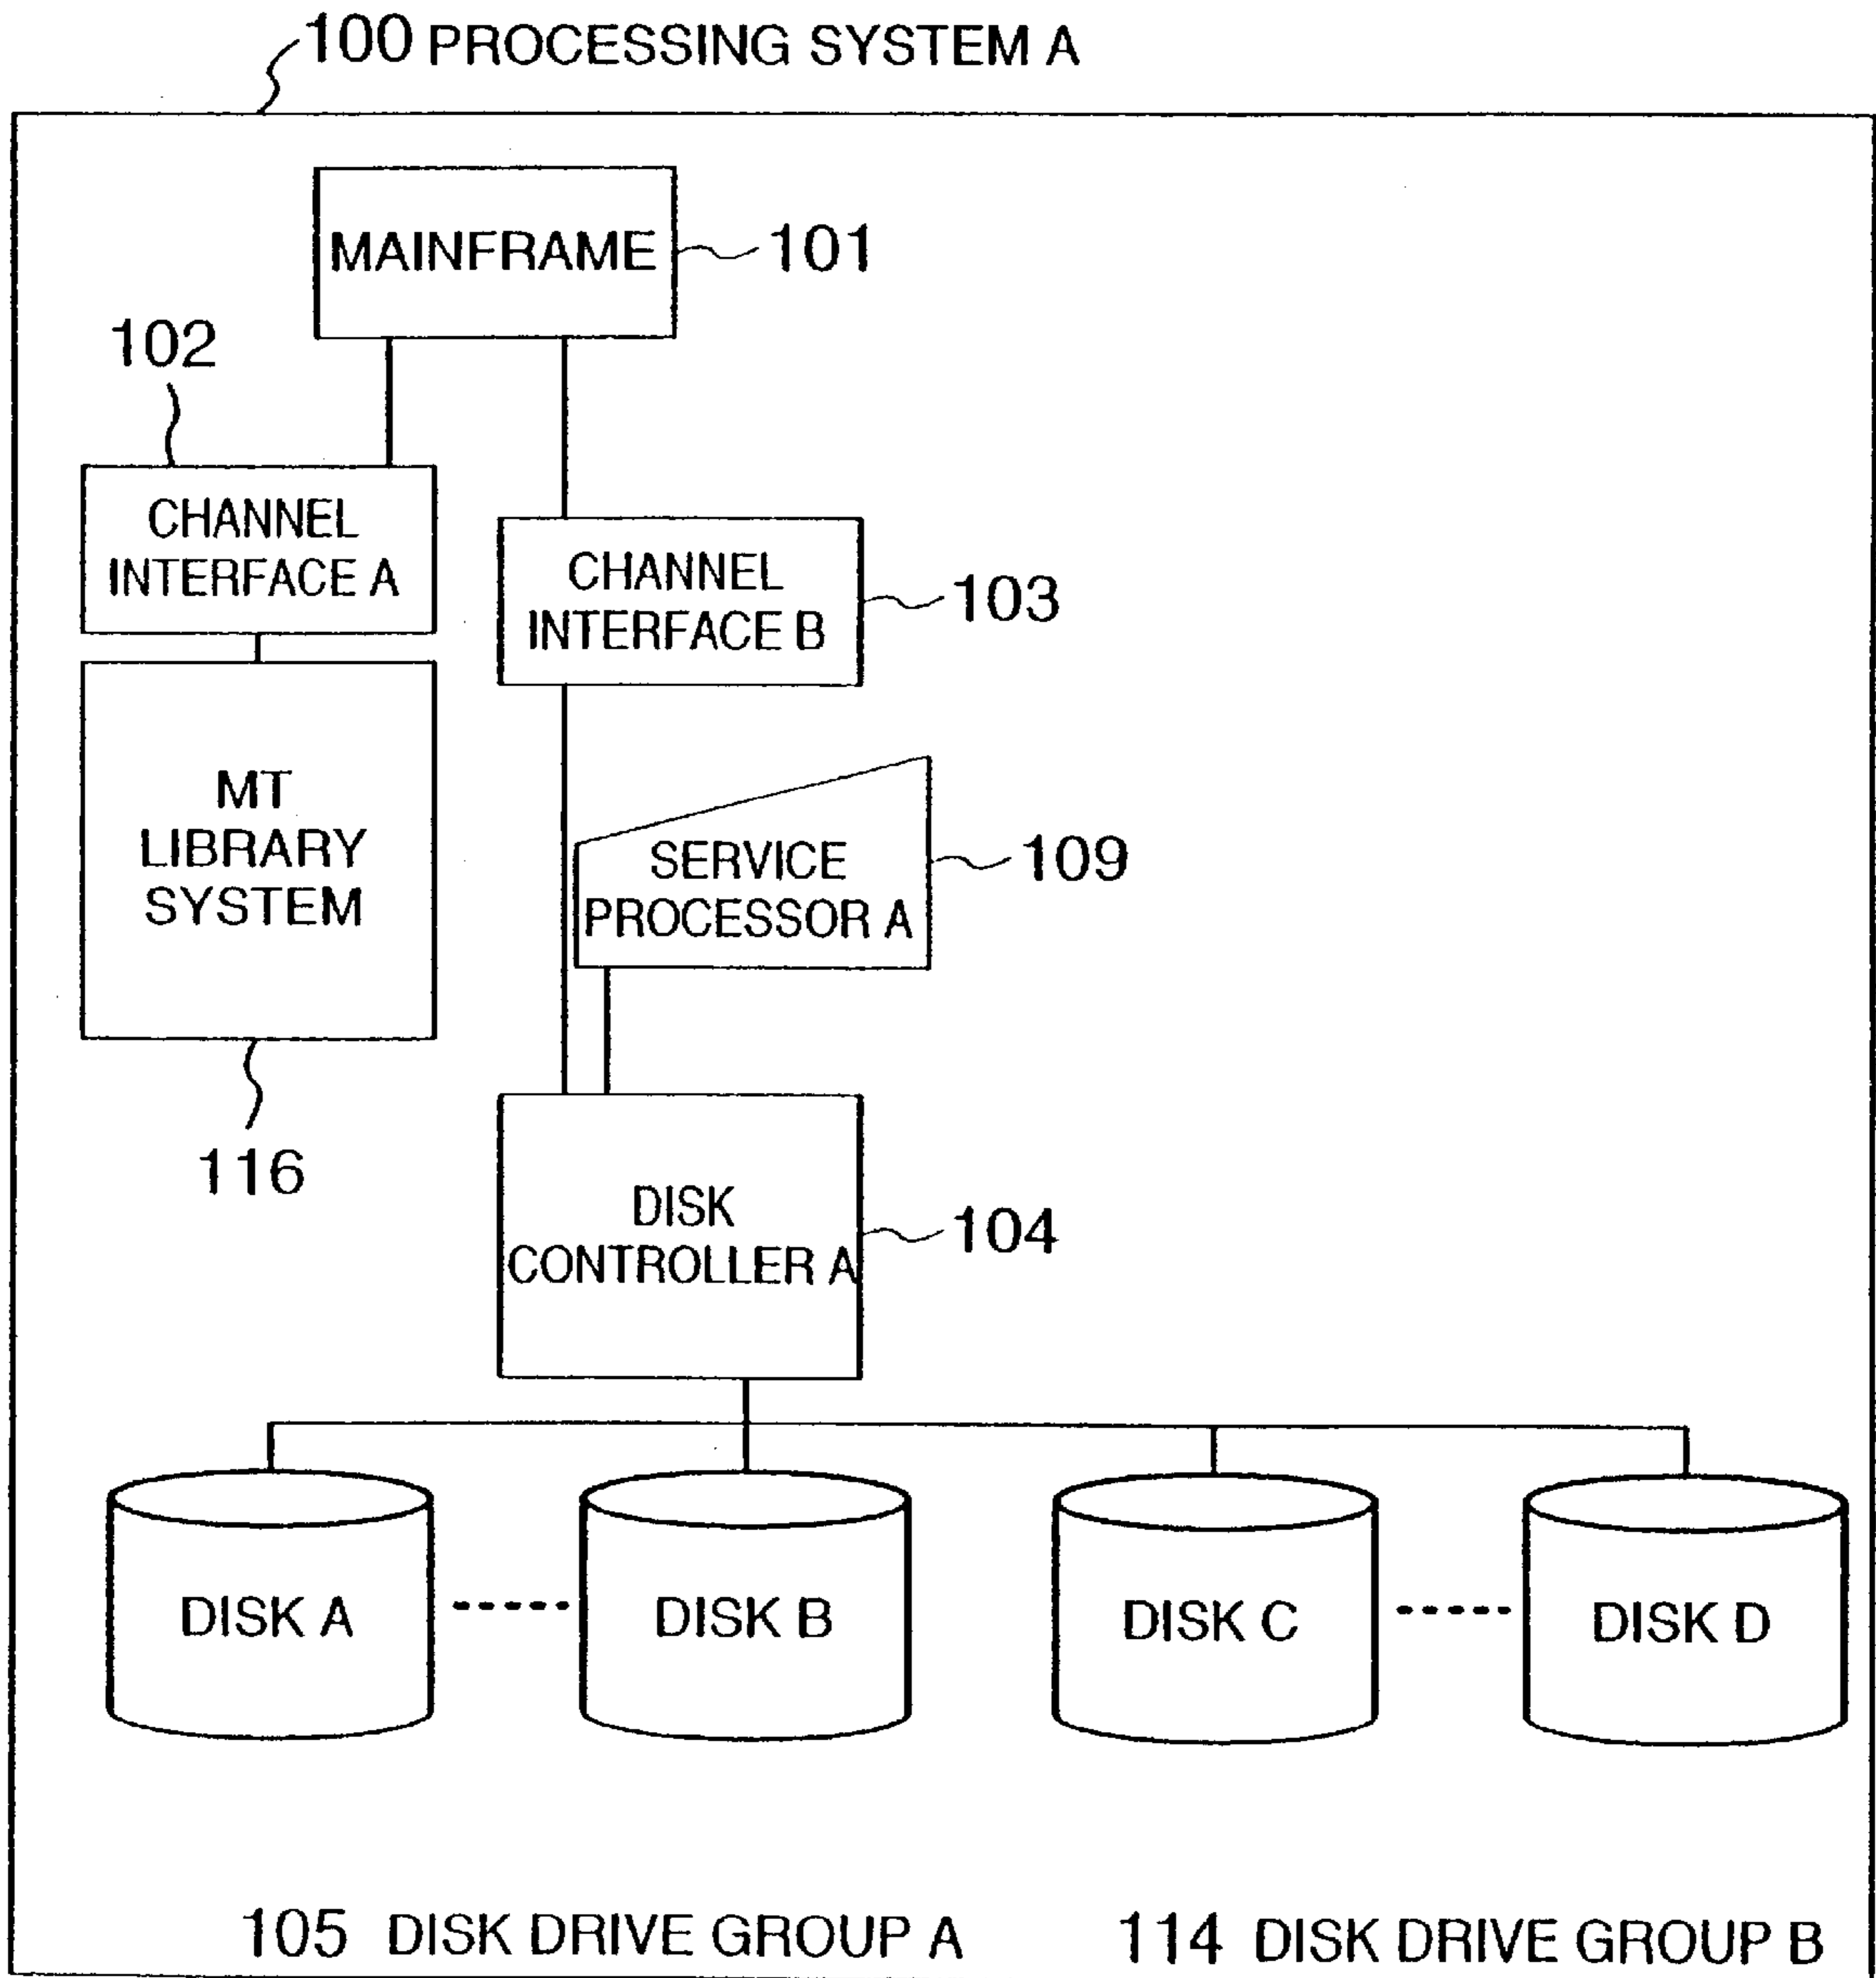 100 PROCESSING SYSTEM A
MAINFRAME
101
102
CHANNEL
INTERFACE A
CHANNEL
INTERFACE B
103
MT
LIBRARY
SYSTEM
SERVICE
PROCESSOR A
109
116
DISK
CONTROLLER A
104
DISK A
DISK B
DISK C
DISK D
105 DISK DRIVE GROUP A
114 DISK DRIVE GROUP B